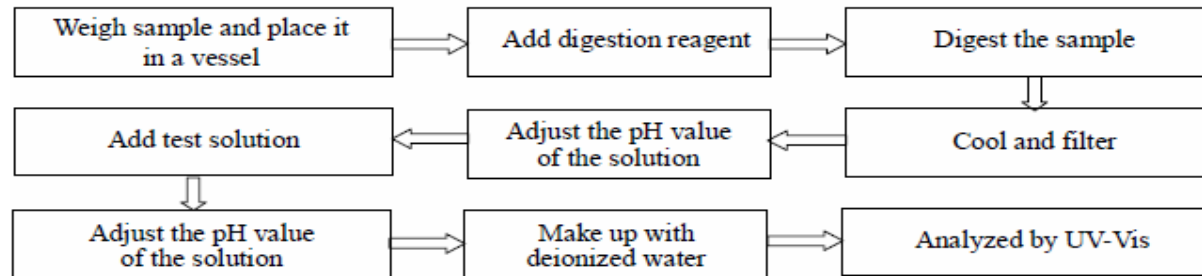 Weigh sample and place it
in a vessel
Add digestion reagent
Digest the sample
Cool and filter
Adjust the pH value
of the solution
Add test solution
Adjust the pH value
of the solution
Make up with
deionized water
Analyzed by UV-Vis